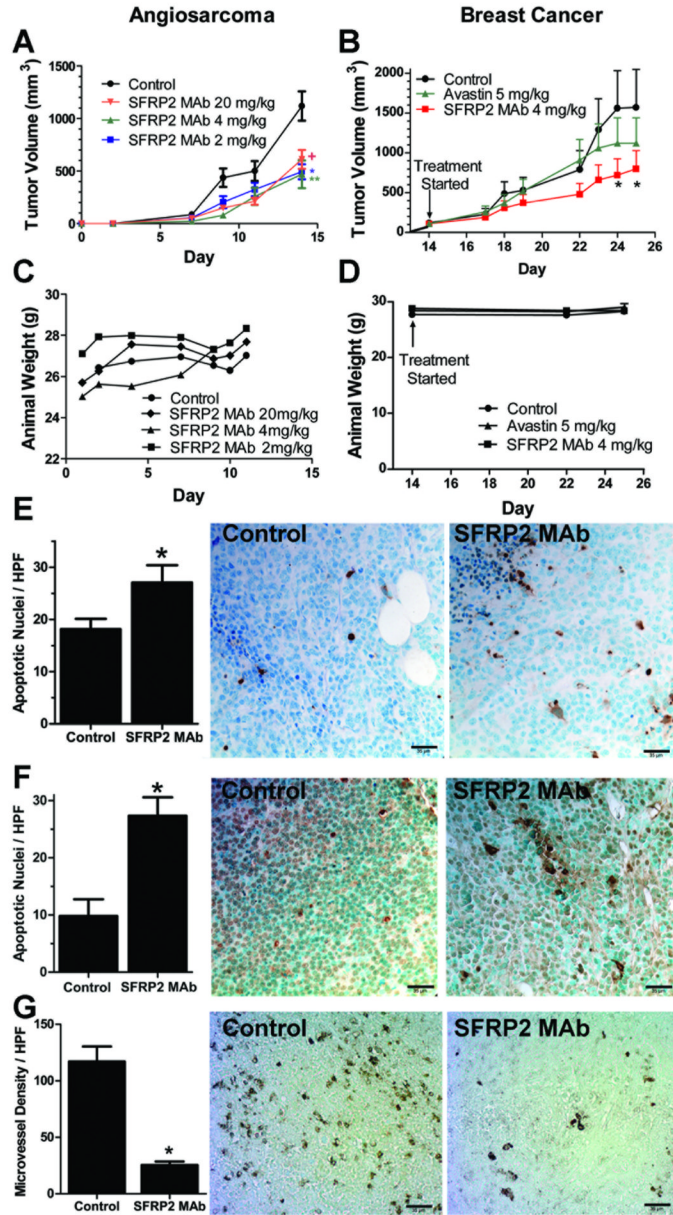 Angiosarcoma
Breast Cancer
A
Tumor Volume (mm³)
1500
1000
500
0
0
5
10
15
Day
Control
SFRP2 MAb 20 mg/kg
SFRP2 MAb 4 mg/kg
SFRP2 MAb 2 mg/kg
+
*
**
B
Tumor Volume (mm³)
2000
1500
1000
500
0
14
16
18
20
22
24
26
Day
Control
Avastin 5 mg/kg
SFRP2 MAb 4 mg/kg
Treatment
Started
* *
C
Animal Weight (g)
28
26
24
22
0
5
10
15
Day
Control
SFRP2 MAb 20mg/kg
SFRP2 MAb 4mg/kg
SFRP2 MAb 2mg/kg
D
Animal Weight (g)
30
20
10
0
14
16
18
20
22
24
26
Day
Treatment
Started
Control
Avastin 5 mg/kg
SFRP2 MAb 4 mg/kg
E
Apoptotic Nuclei / HPF
30
20
10
0
*
Control
SFRP2 MAb
Control
SFRP2 MAb
F
Apoptotic Nuclei / HPF
30
20
10
0
*
Control
SFRP2 MAb
Control
SFRP2 MAb
G
Microvessel Density / HPF
150
100
50
0
*
Control
SFRP2 MAb
Control
SFRP2 MAb